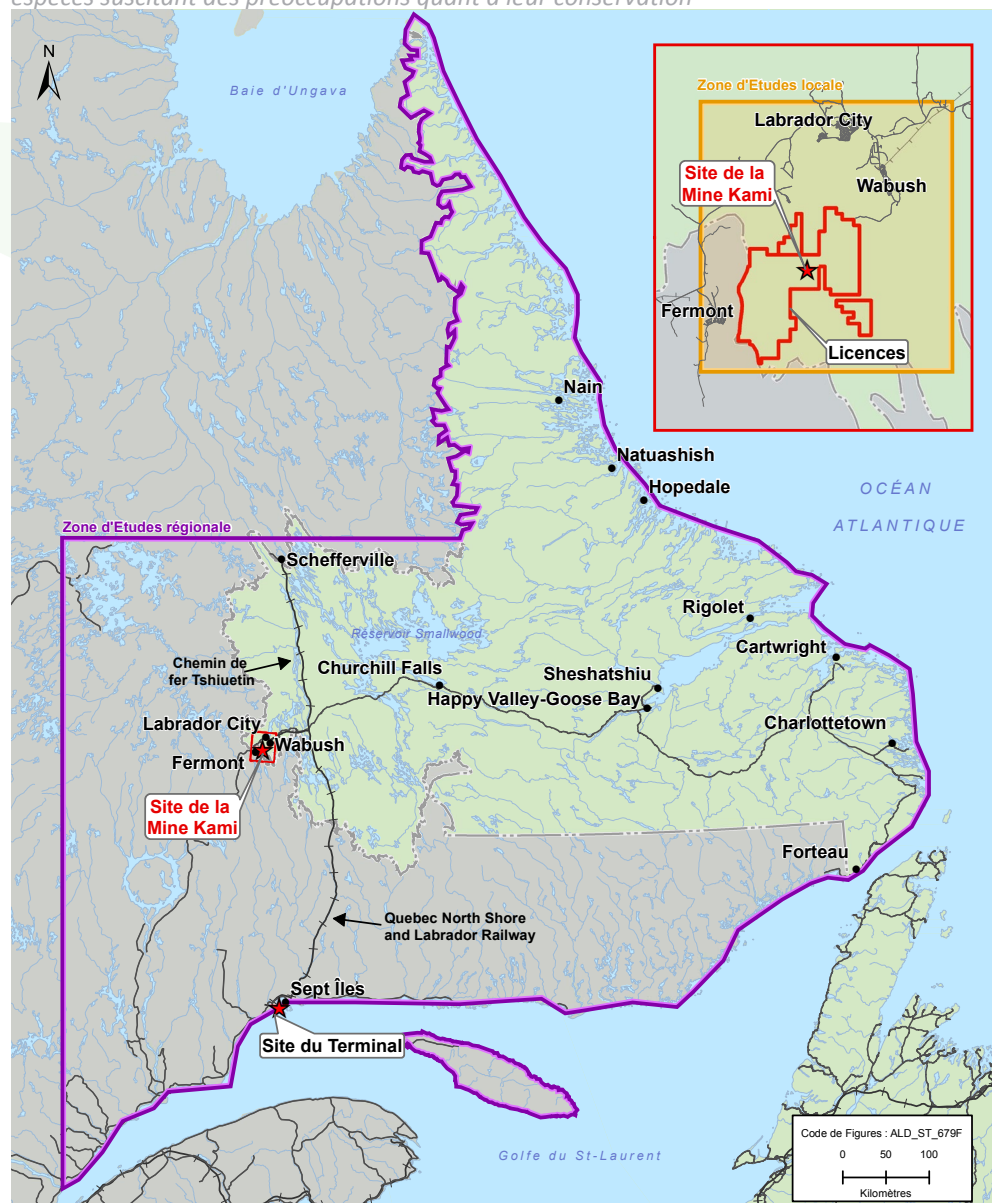 espèces suscitant des préoccupations quant à leur conservation
N
Baie d'Ungava
Zone d'Etudes locale
Labrador City
Wabush
Site de la
Mine Kami
Fermont
Licences
Nain
Natuashish
Hopedale
OCÉAN
ATLANTIQUE
Zone d'Etudes régionale
Schefferville
Réservoir Smallwood
Rigolet
Cartwright
Chemin de
fer Tshiuetin
Churchill Falls
Sheshatshiu
Happy Valley-Goose Bay
Charlottetown
Labrador City
Wabush
Fermont
Site de la
Mine Kami
Forteau
Quebec North Shore
and Labrador Railway
Sept Îles
Site du Terminal
Golfe du St-Laurent
Code de Figures : ALD_ST_679F
0 50 100
Kilomètres